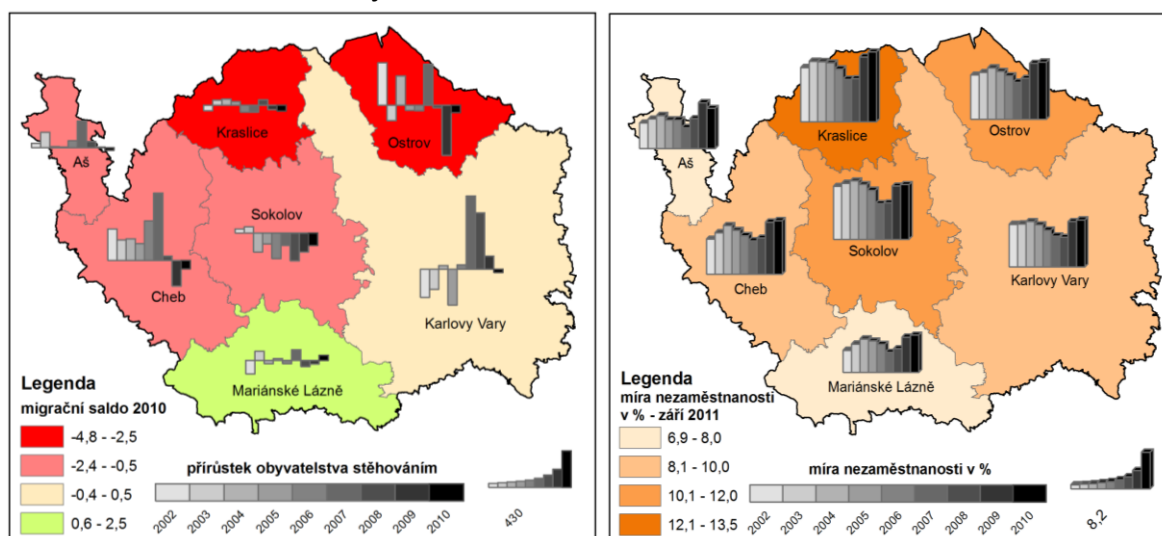 Kraslice
Ostrov
Aš
Sokolov
Cheb
Karlovy Vary
Mariánské Lázně
Legenda
migrační saldo 2010
-4,8 - -2,5
-2,4 - -0,5
-0,4 - 0,5
0,6 - 2,5
přírůstek obyvatelstva stěhováním
2002 2003 2004 2005 2006 2007 2008 2009 2010
430
Kraslice
Ostrov
Aš
Sokolov
Cheb
Karlovy Vary
Mariánské Lázně
Legenda
míra nezaměstnanosti
v % - září 2011
6,9 - 8,0
8,1 - 10,0
10,1 - 12,0
12,1 - 13,5
míra nezaměstnanosti v %
2002 2003 2004 2005 2006 2007 2008 2009 2010
8,2